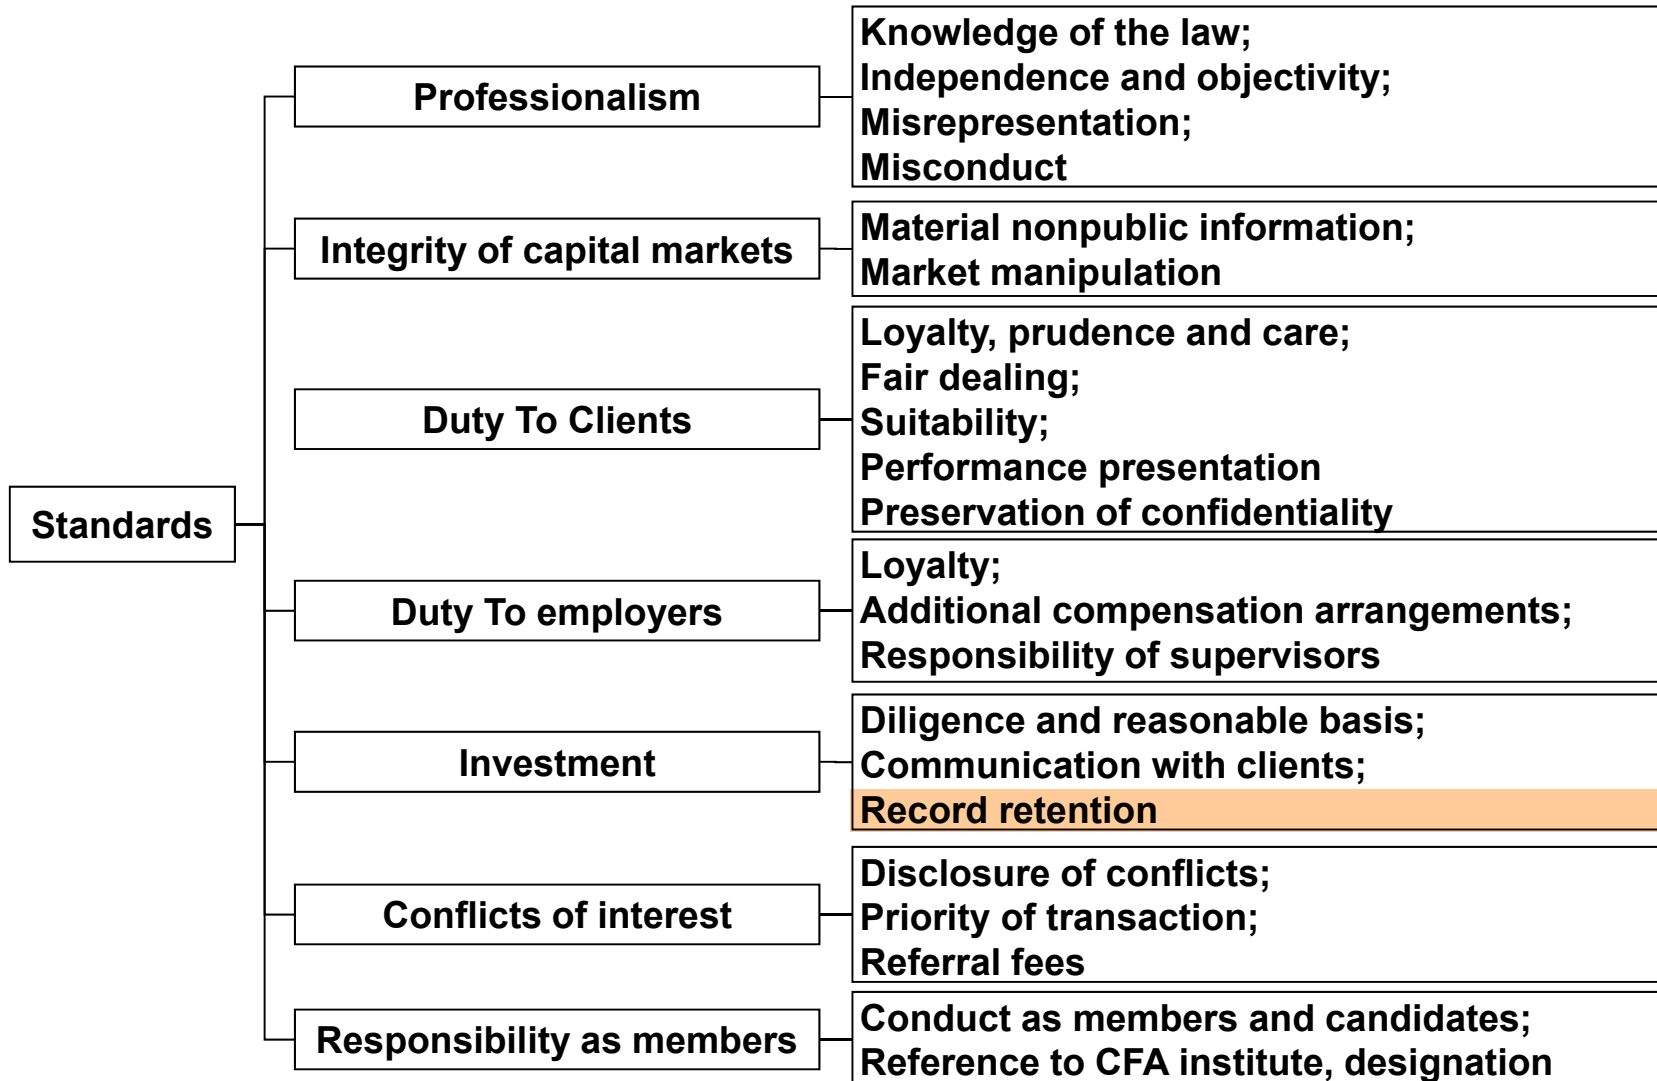 Standards
Professionalism
Knowledge of the law;
Independence and objectivity;
Misrepresentation;
Misconduct
Integrity of capital markets
Material nonpublic information;
Market manipulation
Duty To Clients
Loyalty, prudence and care;
Fair dealing;
Suitability;
Performance presentation
Preservation of confidentiality
Duty To employers
Loyalty;
Additional compensation arrangements;
Responsibility of supervisors
Investment
Diligence and reasonable basis;
Communication with clients;
Record retention
Conflicts of interest
Disclosure of conflicts;
Priority of transaction;
Referral fees
Responsibility as members
Conduct as members and candidates;
Reference to CFA institute, designation